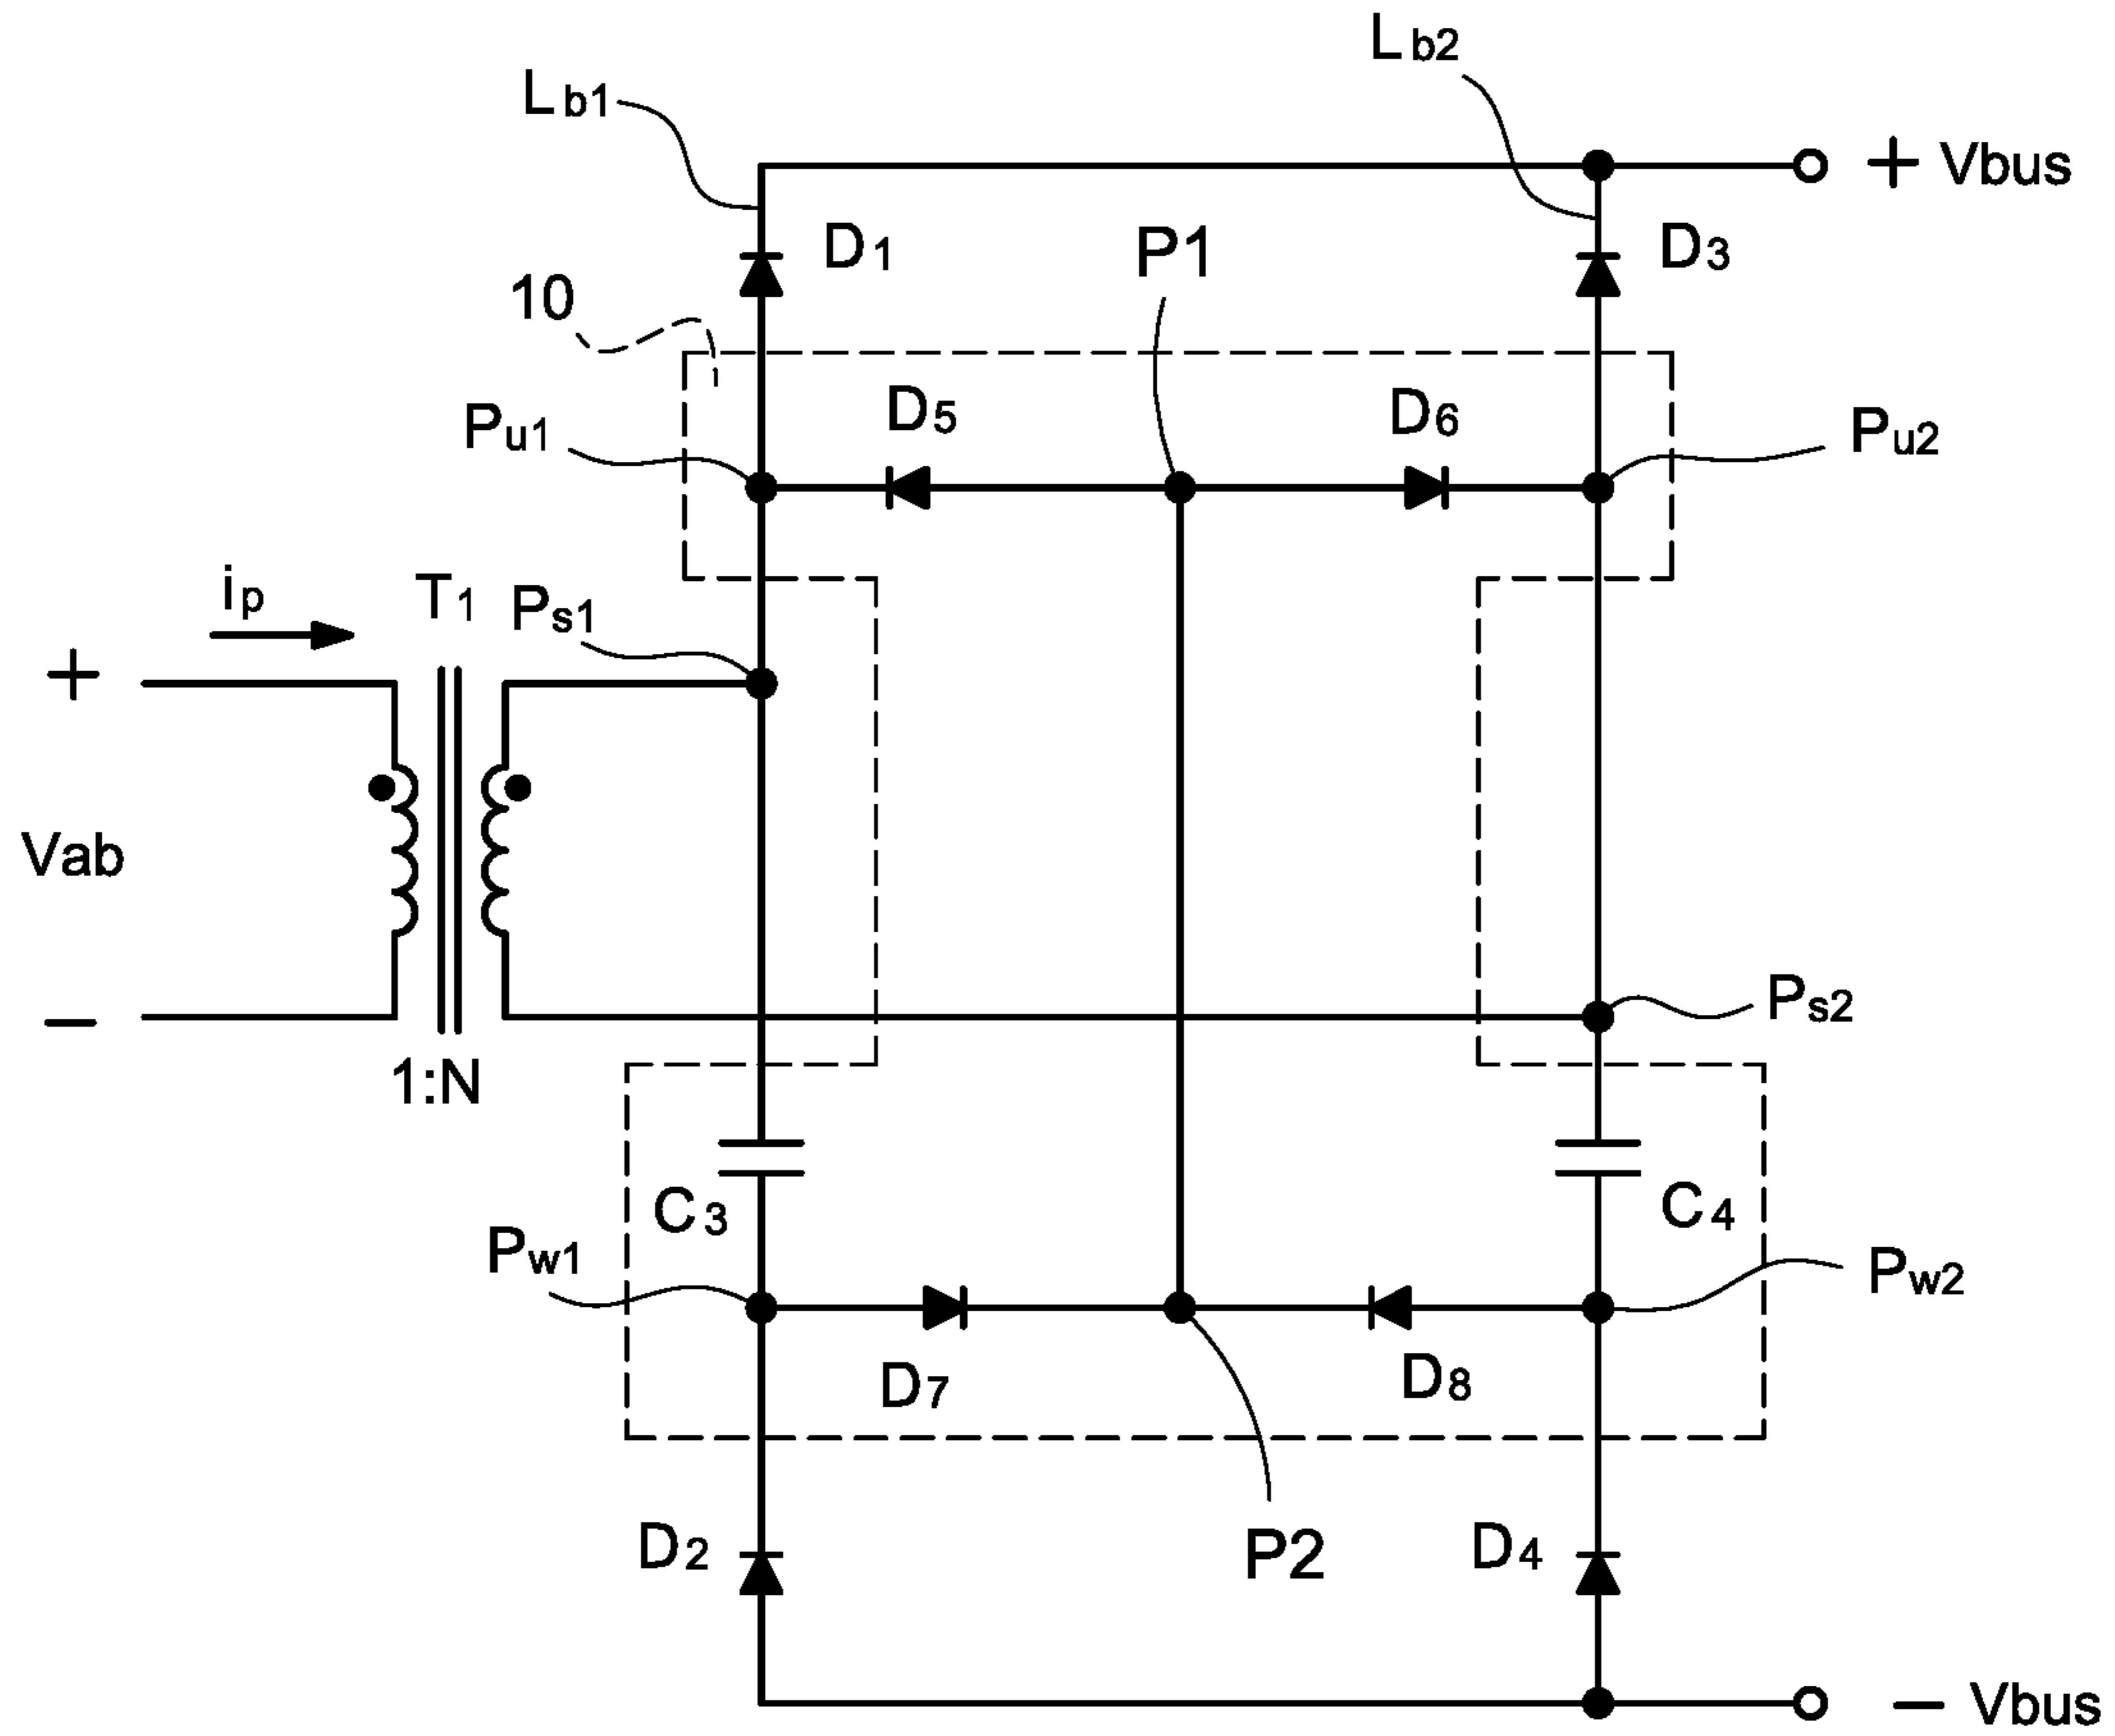 Lb2
Lb1
+ Vbus
D1
D3
P1
10
D5
D6
Pu1
Pu2
ip
T1
Ps1
+
Vab
Ps2
−
1:N
C3
C4
Pw1
Pw2
D7
D8
D2
P2
D4
− Vbus